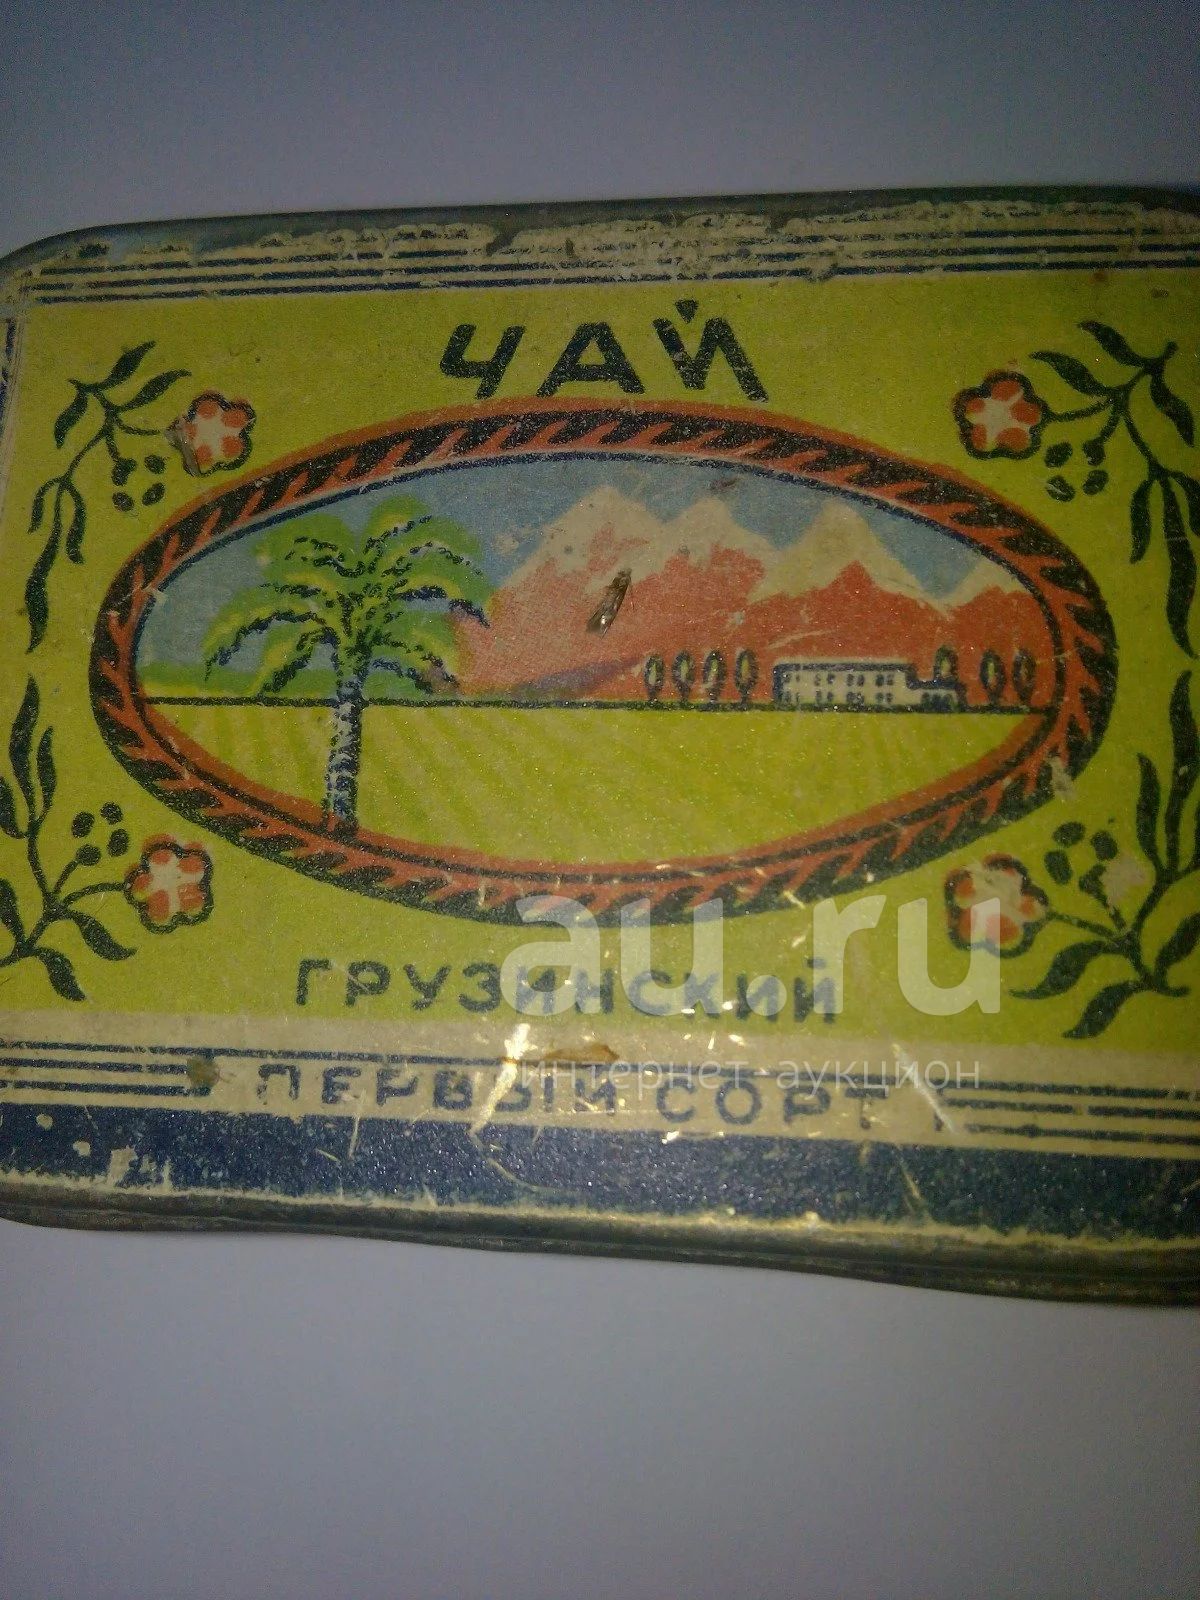 ЧАЙ
ГРУЗИНСКИЙ
ПЕРВЫЙ СОРТ
au.ru
интернет аукцион